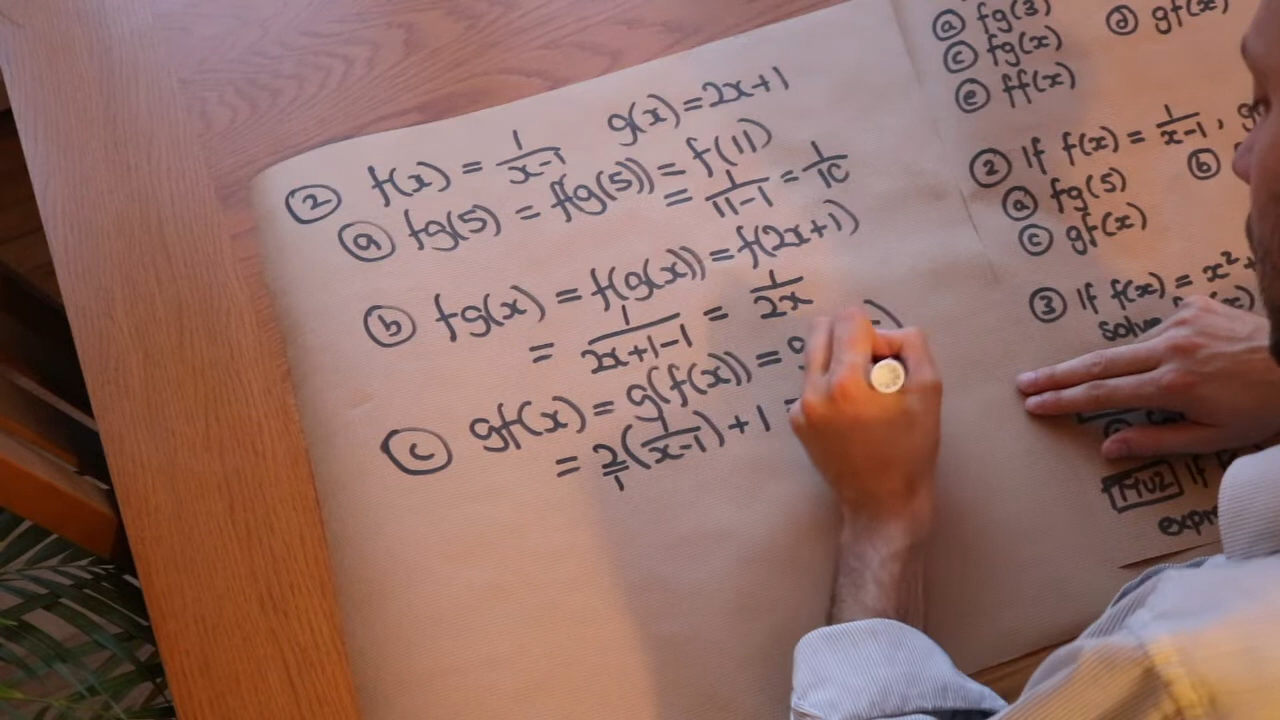 ② f(x) = 1/(x-1) g(x) = 2x+1
ⓐ fg(5) = f(g(5)) = f(11)
= 1/(11-1) = 1/10
ⓑ fg(x) = f(g(x)) = f(2x+1)
= 1/(2x+1-1) = 1/2x
ⓒ gf(x) = g(f(x)) = g
= 2/1(1/(x-1)) + 1 =
ⓐ fg(3) ⓓ gf(x)
ⓒ fg(x)
ⓔ ff(x)
② If f(x) = 1/(x-1),
ⓐ fg(5) ⓑ
ⓒ gf(x)
③ If f(x) = x²+
solve
If